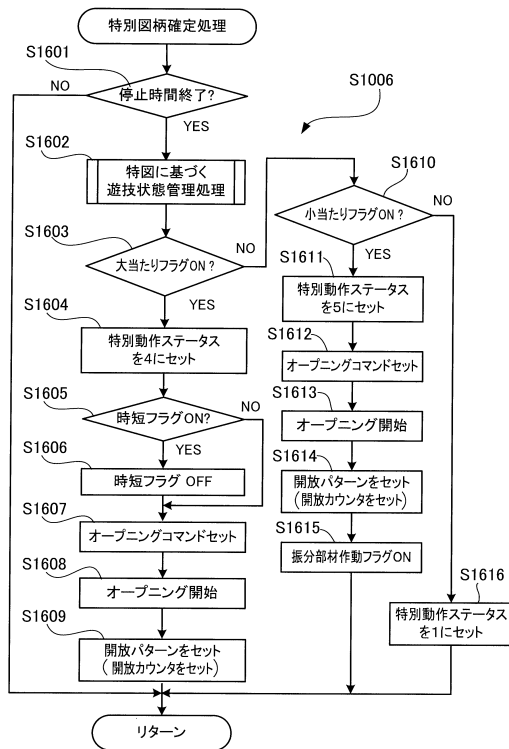 特別図柄確定処理
S1601
停止時間終了?
NO
YES
S1006
S1602
特図に基づく
遊技状態管理処理
S1603
大当たりフラグON?
NO
YES
S1610
小当たりフラグON?
NO
YES
S1604
特別動作ステータス
を4にセット
S1605
時短フラグON?
NO
YES
S1606
時短フラグ OFF
S1607
オープニングコマンドセット
S1608
オープニング開始
S1609
開放パターンをセット
(開放カウンタをセット)
S1611
特別動作ステータス
を5にセット
S1612
オープニングコマンドセット
S1613
オープニング開始
S1614
開放パターンをセット
(開放カウンタをセット)
S1615
振分部材作動フラグON
S1616
特別動作ステータス
を1にセット
リターン